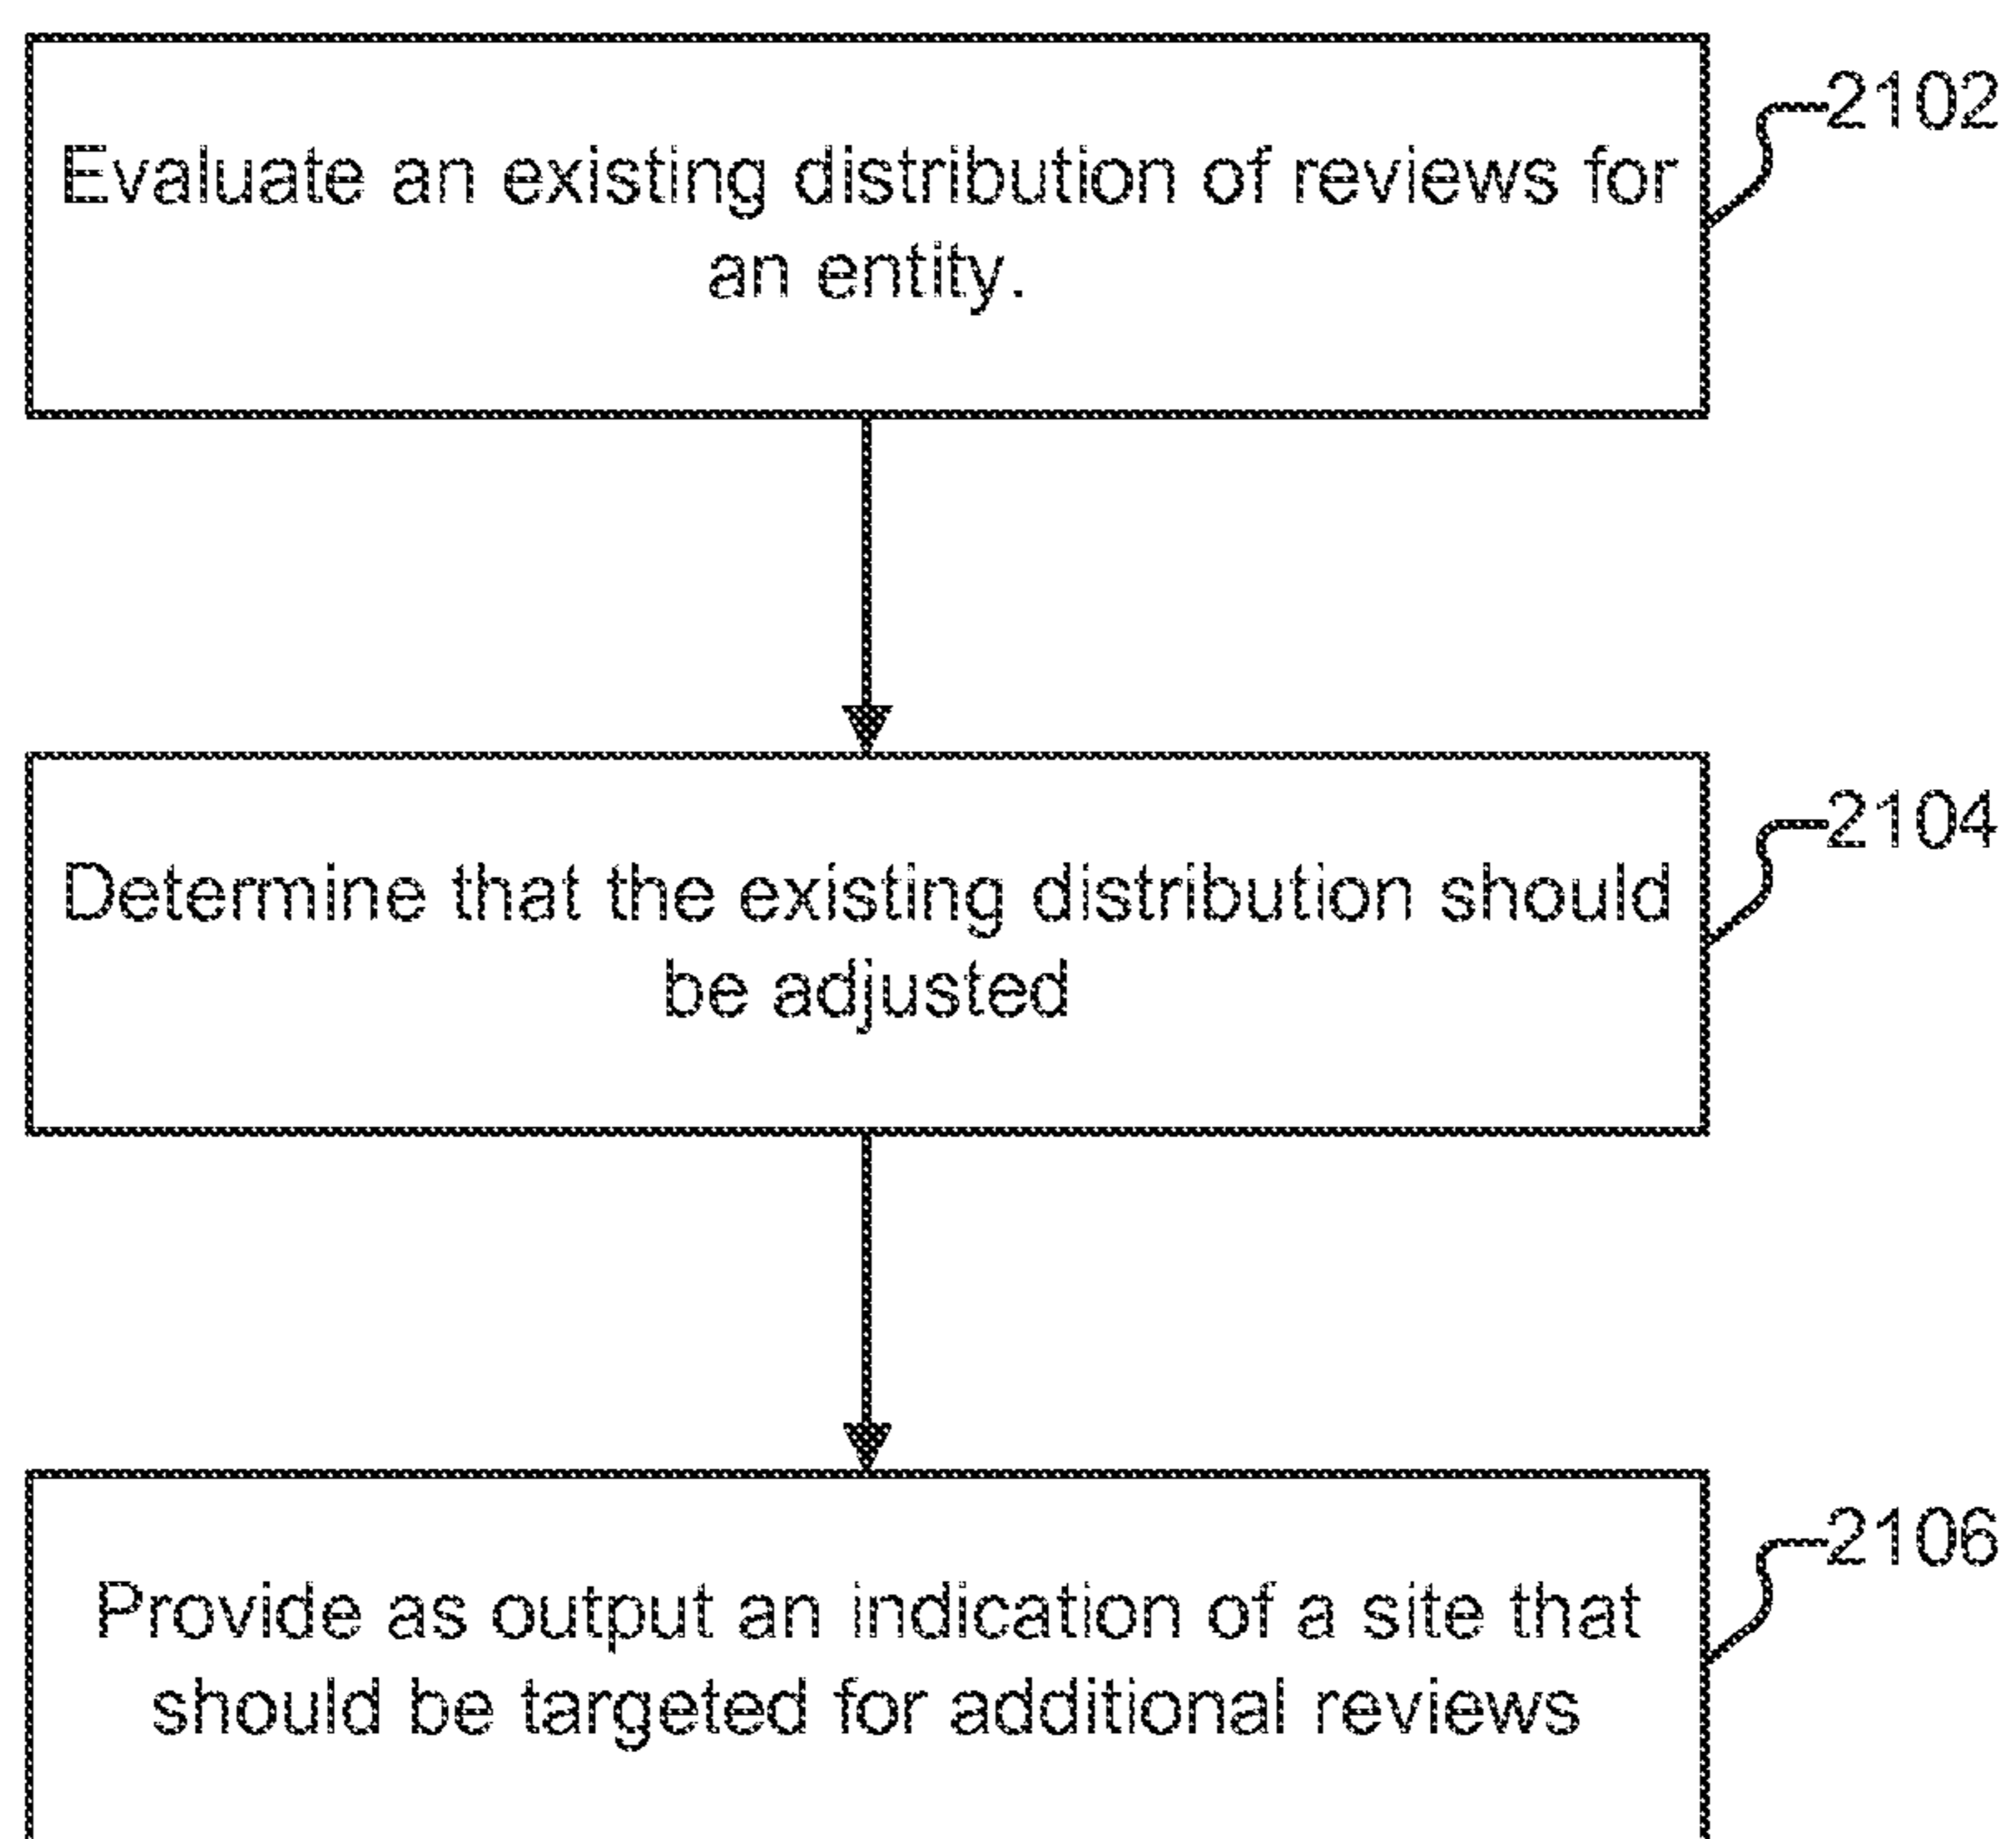 2102
Evaluate an existing distribution of reviews for
an entity.
2104
Determine that the existing distribution should
be adjusted
2106
Provide as output an indication of a site that
should be targeted for additional reviews